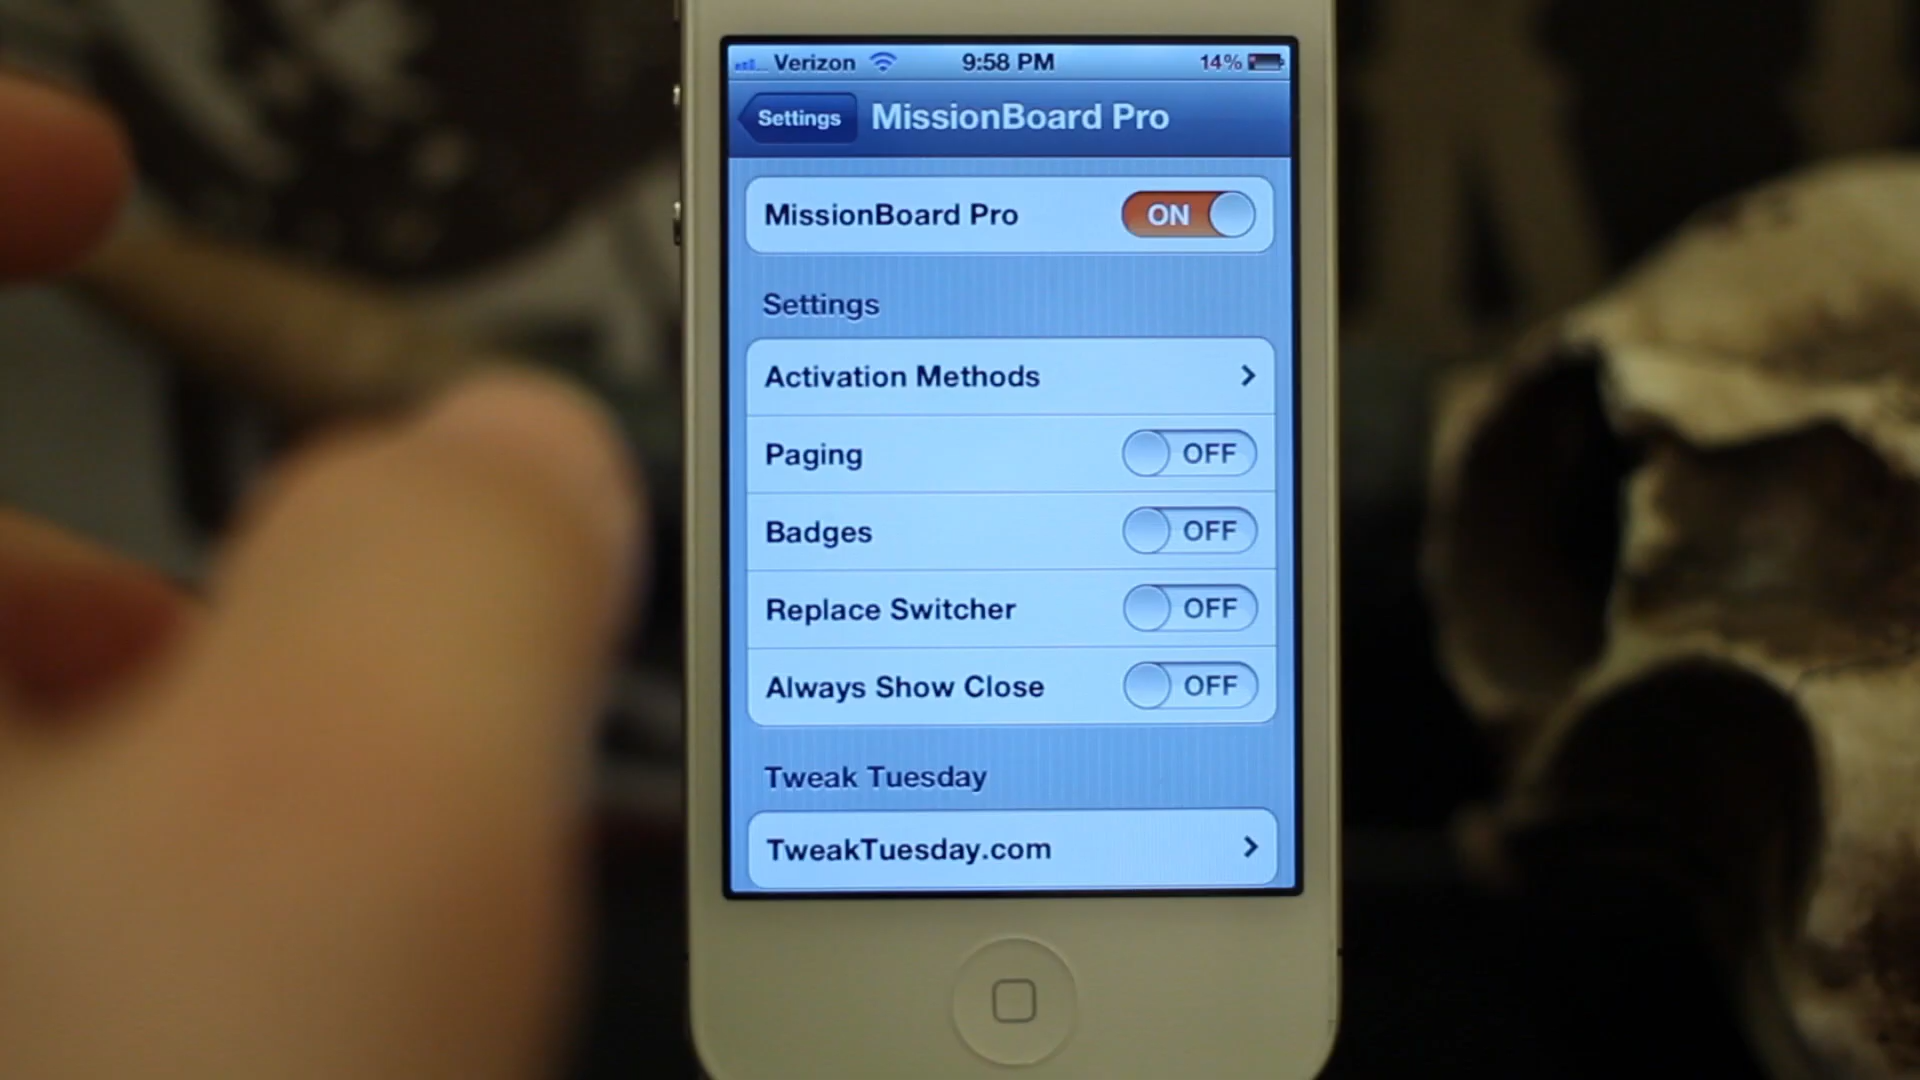 Verizon 9:58 PM 14%
Settings MissionBoard Pro
MissionBoard Pro ON
Settings
Activation Methods
Paging OFF
Badges OFF
Replace Switcher OFF
Always Show Close OFF
Tweak Tuesday
TweakTuesday.com